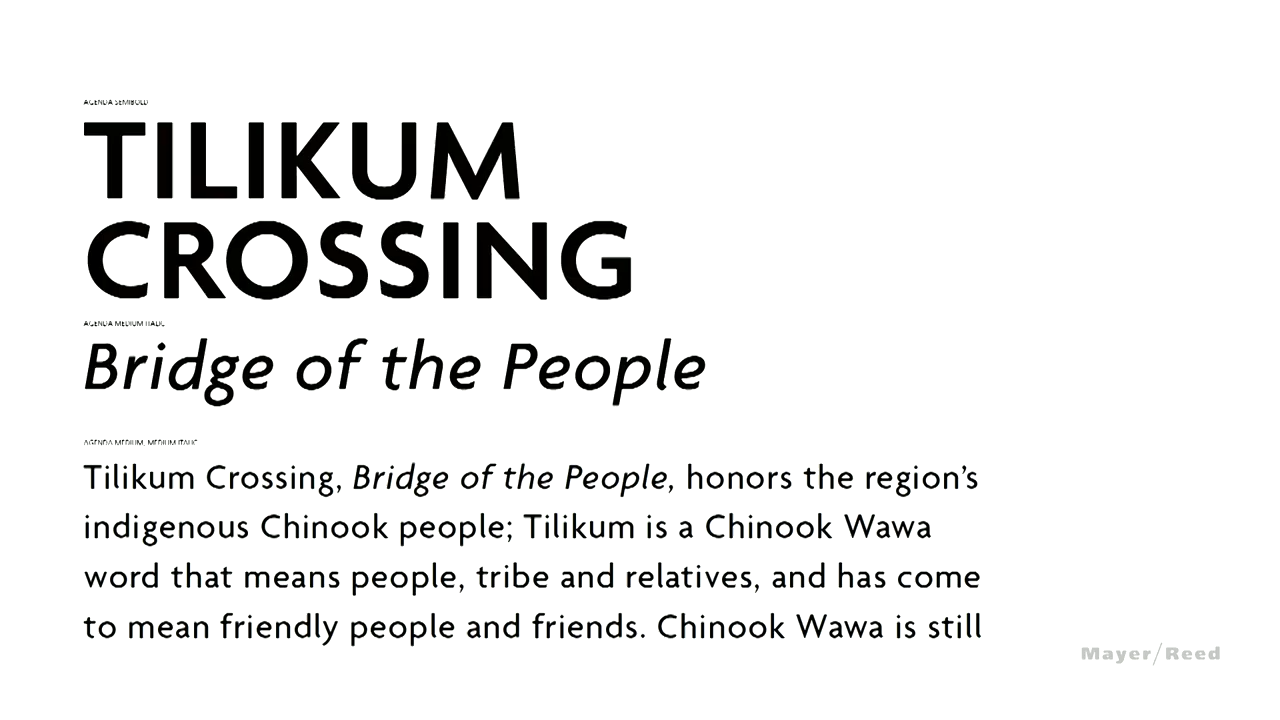 AGENDA SEMIBOLD
TILIKUM
CROSSING
AGENDA MEDIUM ITALIC
Bridge of the People
AGENDA MEDIUM, MEDIUM ITALIC
Tilikum Crossing, Bridge of the People, honors the region’s
indigenous Chinook people; Tilikum is a Chinook Wawa
word that means people, tribe and relatives, and has come
to mean friendly people and friends. Chinook Wawa is still
Mayer/Reed